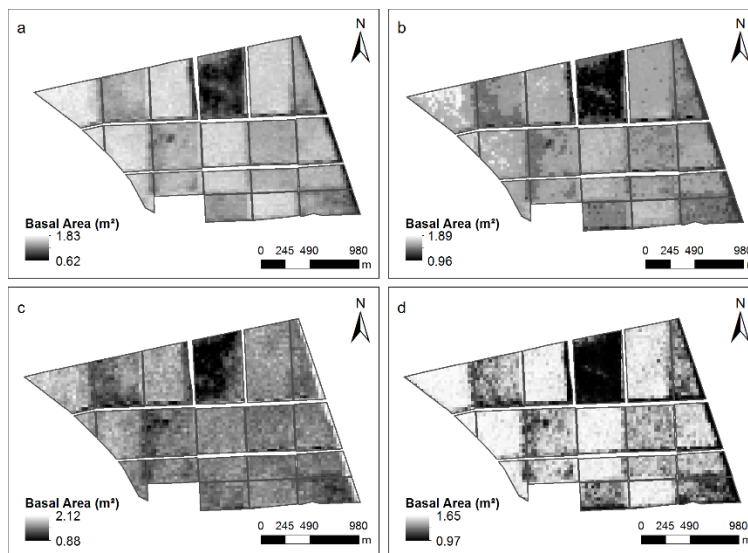 a
N
Basal Area (m²)
1.83
0.62
0 245 490 980
m
b
N
Basal Area (m²)
1.89
0.96
0 245 490 980
m
c
N
Basal Area (m²)
2.12
0.88
0 245 490 980
m
d
N
Basal Area (m²)
1.65
0.97
0 245 490 980
m